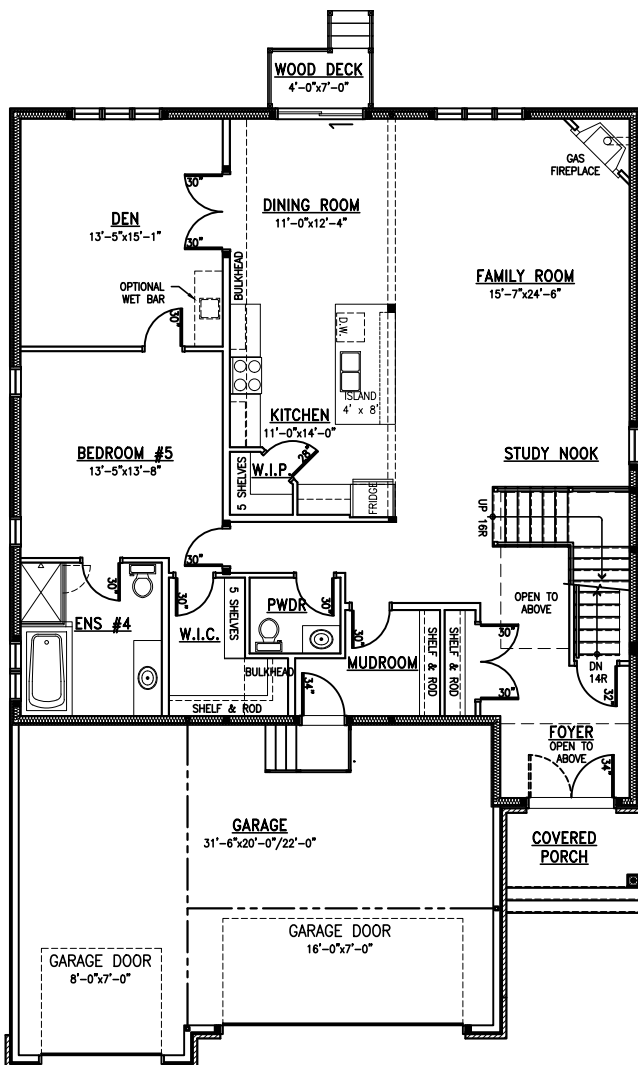 WOOD DECK
4'-0"x7'-0"
GAS
FIREPLACE
30"
DEN
13'-5"x15'-1"
30"
DINING ROOM
11'-0"x12'-4"
FAMILY ROOM
15'-7"x24'-6"
BULKHEAD
OPTIONAL
WET BAR
30"
D.W.
ISLAND
4' x 8'
KITCHEN
11'-0"x14'-0"
BEDROOM #5
13'-5"x13'-8"
STUDY NOOK
5 SHELVES
W.I.P.
28"
FRIDGE
UP
16R
30"
30"
ENS #4
30"
W.I.C.
5 SHELVES
PWDR
30"
OPEN TO
ABOVE
30"
MUDROOM
SHELF & ROD
SHELF & ROD
30"
30"
DN
14R
32"
BULKHEAD
34"
SHELF & ROD
FOYER
OPEN TO
ABOVE
34"
GARAGE
31'-6"x20'-0"/22'-0"
COVERED
PORCH
GARAGE DOOR
16'-0"x7'-0"
GARAGE DOOR
8'-0"x7'-0"